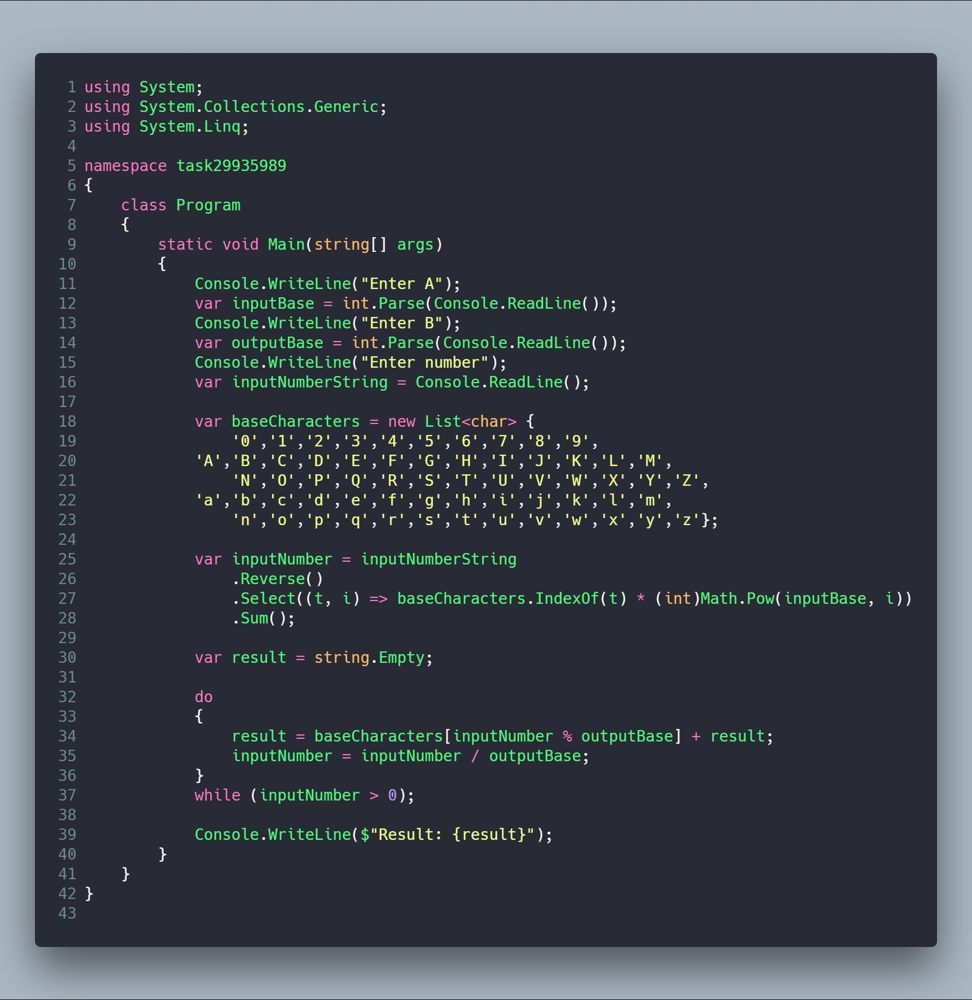 1 using System;
2 using System.Collections.Generic;
3 using System.Linq;
4
5 namespace task29935989
6 {
7     class Program
8     {
9         static void Main(string[] args)
10         {
11             Console.WriteLine("Enter A");
12             var inputBase = int.Parse(Console.ReadLine());
13             Console.WriteLine("Enter B");
14             var outputBase = int.Parse(Console.ReadLine());
15             Console.WriteLine("Enter number");
16             var inputNumberString = Console.ReadLine();
17
18             var baseCharacters = new List<char> {
19                 '0','1','2','3','4','5','6','7','8','9',
20             'A','B','C','D','E','F','G','H','I','J','K','L','M',
21                 'N','O','P','Q','R','S','T','U','V','W','X','Y','Z',
22             'a','b','c','d','e','f','g','h','i','j','k','l','m',
23                 'n','o','p','q','r','s','t','u','v','w','x','y','z'};
24
25             var inputNumber = inputNumberString
26                 .Reverse()
27                 .Select((t, i) => baseCharacters.IndexOf(t) * (int)Math.Pow(inputBase, i))
28                 .Sum();
29
30             var result = string.Empty;
31
32             do
33             {
34                 result = baseCharacters[inputNumber % outputBase] + result;
35                 inputNumber = inputNumber / outputBase;
36             }
37             while (inputNumber > 0);
38
39             Console.WriteLine($"Result: {result}");
40         }
41     }
42 }
43